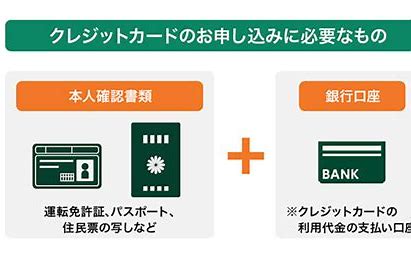 クレジットカードのお申し込みに必要なもの
本人確認書類
運転免許証、パスポート、
住民票の写しなど
+
銀行口座
BANK
※クレジットカードの
利用代金の支払い口座